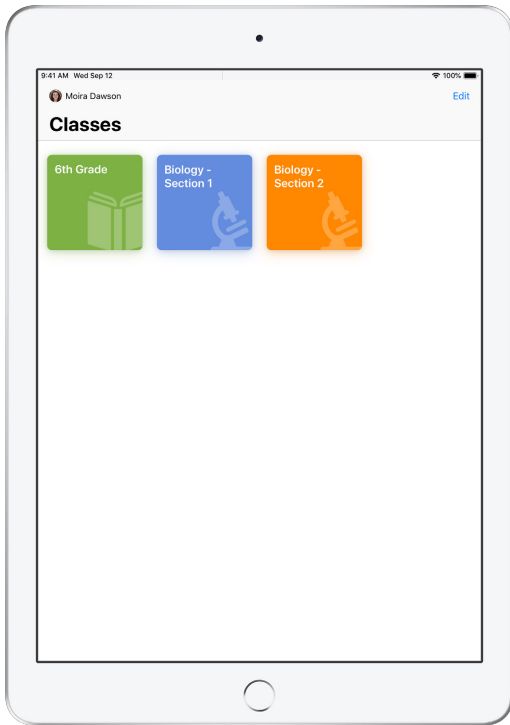 9:41 AM Wed Sep 12
100%
Moira Dawson
Edit
Classes
6th Grade
Biology -
Section 1
Biology -
Section 2